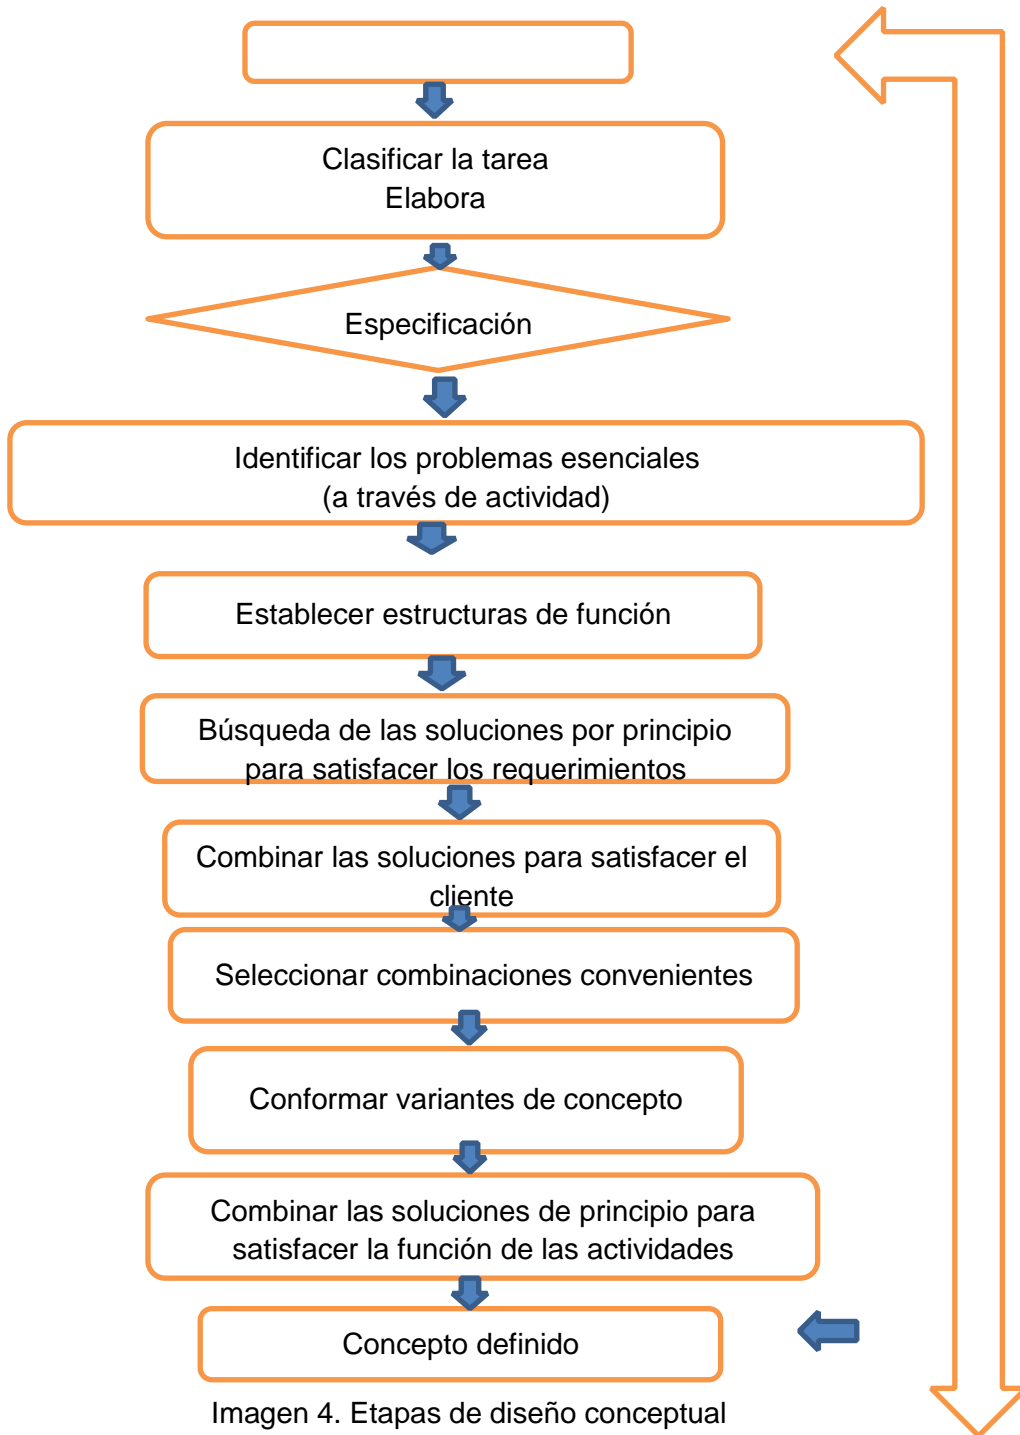 Clasificar la tarea
Elabora
Especificación
Identificar los problemas esenciales
(a través de actividad)
Establecer estructuras de función
Búsqueda de las soluciones por principio
para satisfacer los requerimientos
Combinar las soluciones para satisfacer el
cliente
Seleccionar combinaciones convenientes
Conformar variantes de concepto
Combinar las soluciones de principio para
satisfacer la función de las actividades
Concepto definido
Imagen 4. Etapas de diseño conceptual